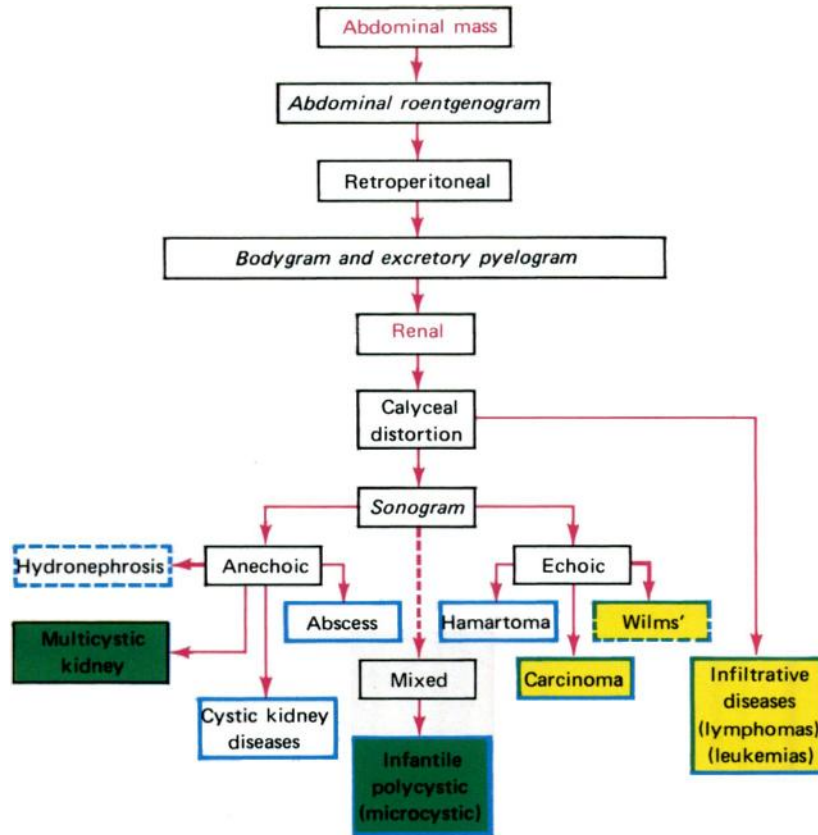 Abdominal mass
Abdominal roentgenogram
Retroperitoneal
Bodygram and excretory pyelogram
Renal
Calyceal
distortion
Sonogram
Hydronephrosis
Anechoic
Echoic
Abscess
Hamartoma
Wilms'
Multicystic
kidney
Mixed
Carcinoma
Infiltrative
diseases
(lymphomas)
(leukemias)
Cystic kidney
diseases
Infantile
polycystic
(microcystic)